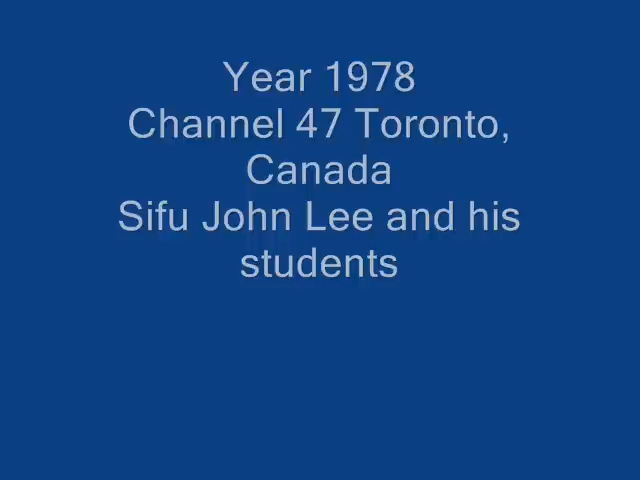 Year 1978
Channel 47 Toronto,
Canada
Sifu John Lee and his
students